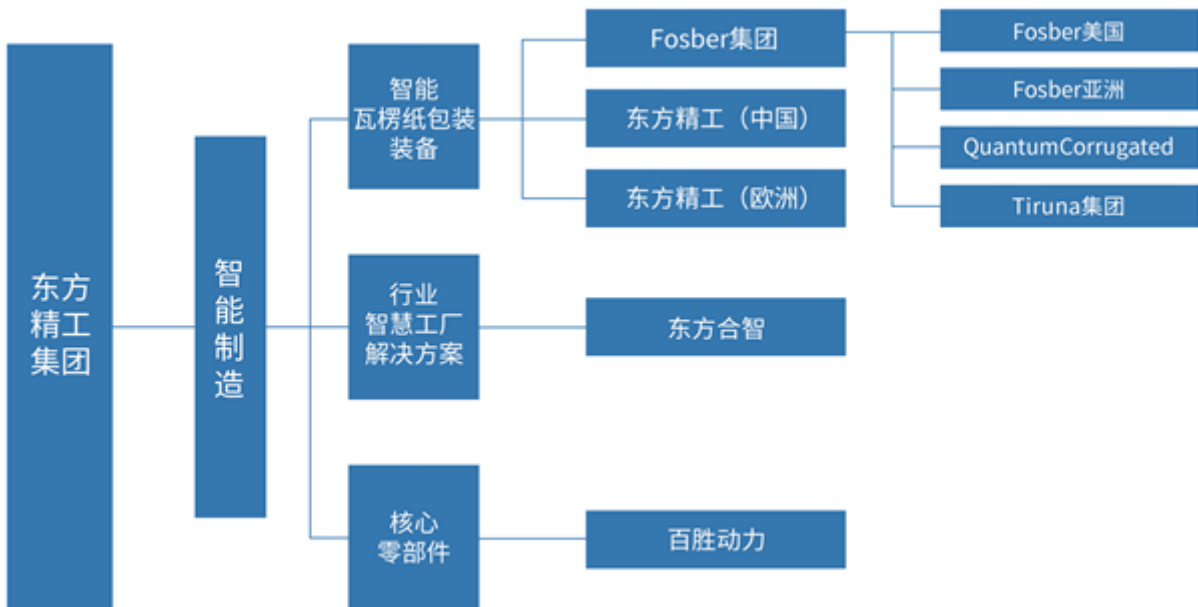 东方
精工
集团
智
能
制
造
智能
瓦楞纸包装
装备
Fosber集团
Fosber美国
Fosber亚洲
QuantumCorrugated
Tiruna集团
东方精工（中国）
东方精工（欧洲）
行业
智慧工厂
解决方案
东方合智
核心
零部件
百胜动力